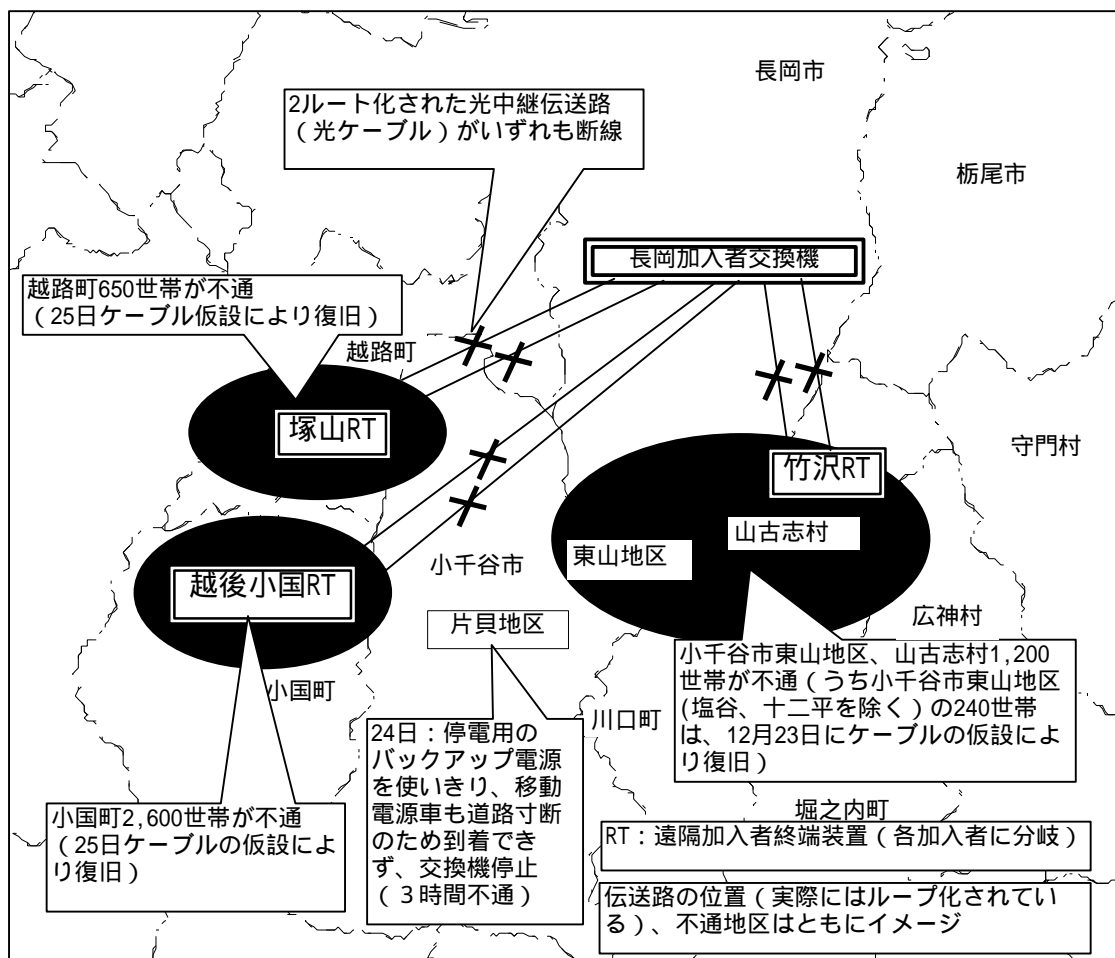 長岡市
2ルート化された光中継伝送路
（光ケーブル）がいずれも断線
栃尾市
長岡加入者交換機
越路町650世帯が不通
（25日ケーブル仮設により復旧）
越路町
塚山RT
守門村
竹沢RT
山古志村
東山地区
小千谷市
越後小国RT
広神村
片貝地区
小千谷市東山地区、山古志村1,200
世帯が不通（うち小千谷市東山地区
(塩谷、十二平を除く）の240世帯
は、12月23日にケーブルの仮設によ
り復旧）
小国町
川口町
24日：停電用の
バックアップ電源
を使いきり、移動
電源車も道路寸断
のため到着でき
ず、交換機停止
（３時間不通）
小国町2,600世帯が不通
（25日ケーブルの仮設によ
り復旧）
堀之内町
RT：遠隔加入者終端装置（各加入者に分岐）
伝送路の位置（実際にはループ化されてい
る）、不通地区はともにイメージ